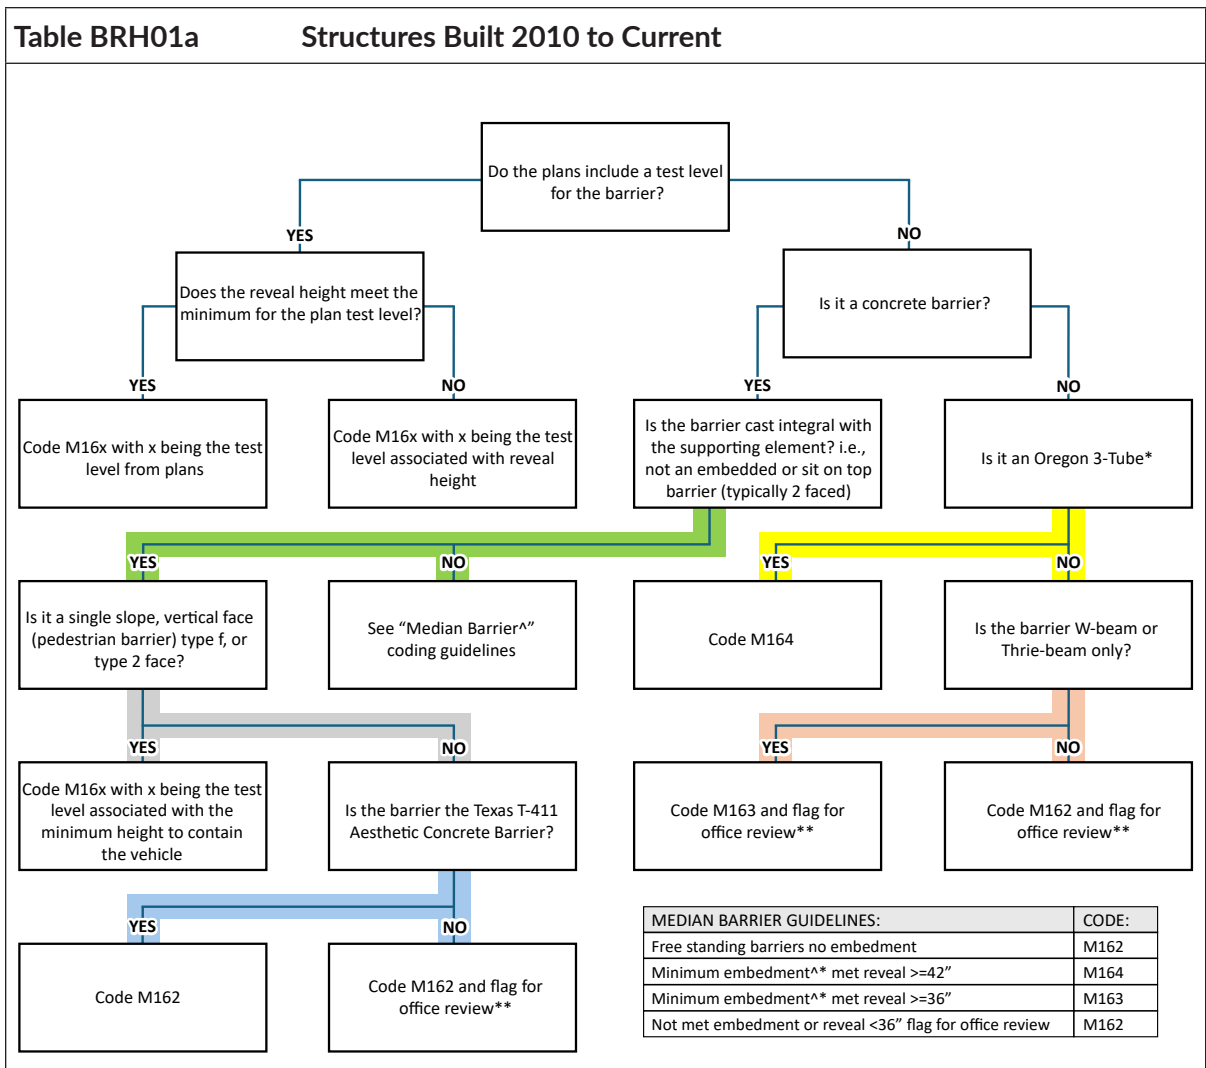 Table BRH01a Structures Built 2010 to Current
Do the plans include a test level
for the barrier?
YES
NO
Does the reveal height meet the
minimum for the plan test level?
Is it a concrete barrier?
YES
NO
YES
NO
Code M16x with x being the test
level from plans
Code M16x with x being the test
level associated with reveal
height
Is the barrier cast integral with
the supporting element? i.e.,
not an embedded or sit on top
barrier (typically 2 faced)
Is it an Oregon 3-Tube*
YES
NO
YES
NO
Is it a single slope, vertical face
(pedestrian barrier) type f, or
type 2 face?
See “Median Barrier^”
coding guidelines
Code M164
Is the barrier W-beam or
Thrie-beam only?
YES
NO
YES
NO
Code M16x with x being the test
level associated with the
minimum height to contain
the vehicle
Is the barrier the Texas T-411
Aesthetic Concrete Barrier?
Code M163 and flag for
office review**
Code M162 and flag for
office review**
YES
NO
Code M162
Code M162 and flag for
office review**
MEDIAN BARRIER GUIDELINES: CODE:
Free standing barriers no embedment M162
Minimum embedment^* met reveal >=42” M164
Minimum embedment^* met reveal >=36” M163
Not met embedment or reveal <36” flag for office review M162